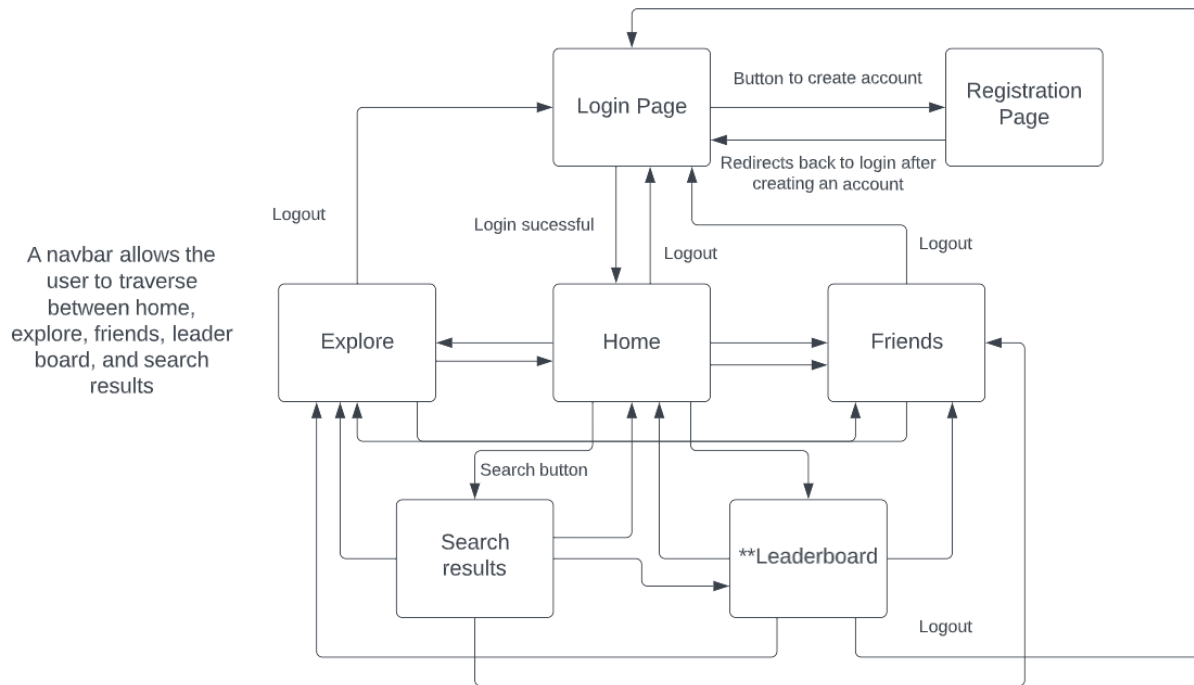 Login Page
Button to create account
Registration
Page
Redirects back to login after
creating an account
Logout
Login sucessful
Logout
Logout
A navbar allows the
user to traverse
between home,
explore, friends, leader
board, and search
results
Explore
Home
Friends
Search button
Search
results
**Leaderboard
Logout